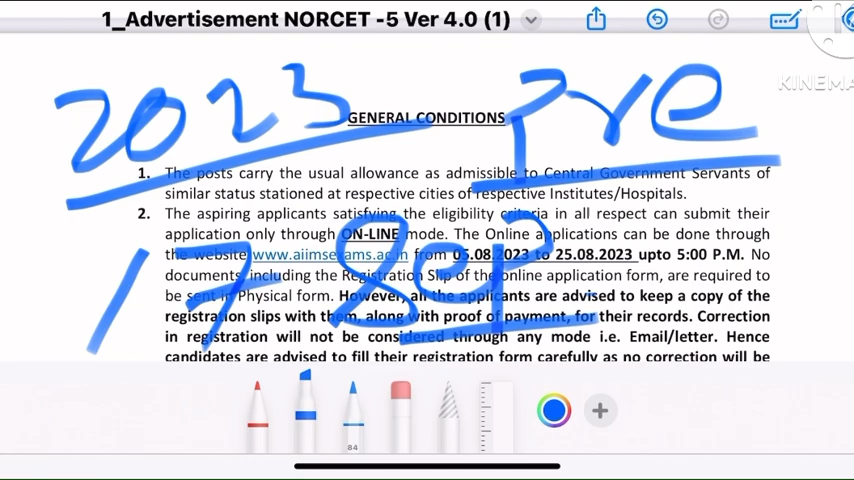 1_Advertisement NORCET -5 Ver 4.0 (1)
KINEMA
2023 Pre
GENERAL CONDITIONS
1. The posts carry the usual allowance as admissible to Central Government Servants of
similar status stationed at respective cities of respective Institutes/Hospitals.
2. The aspiring applicants satisfying the eligibility criteria in all respect can submit their
application only through ON-LINE mode. The Online applications can be done through
the website www.aiimsexams.ac.in from 05.08.2023 to 25.08.2023 upto 5:00 P.M. No
documents, including the Registration Slip of the online application form, are required to
be sent in Physical form. However, all the applicants are advised to keep a copy of the
registration slips with them, along with proof of payment, for their records. Correction
in registration will not be considered through any mode i.e. Email/letter. Hence
candidates are advised to fill their registration form carefully as no correction will be
17 Sep
84